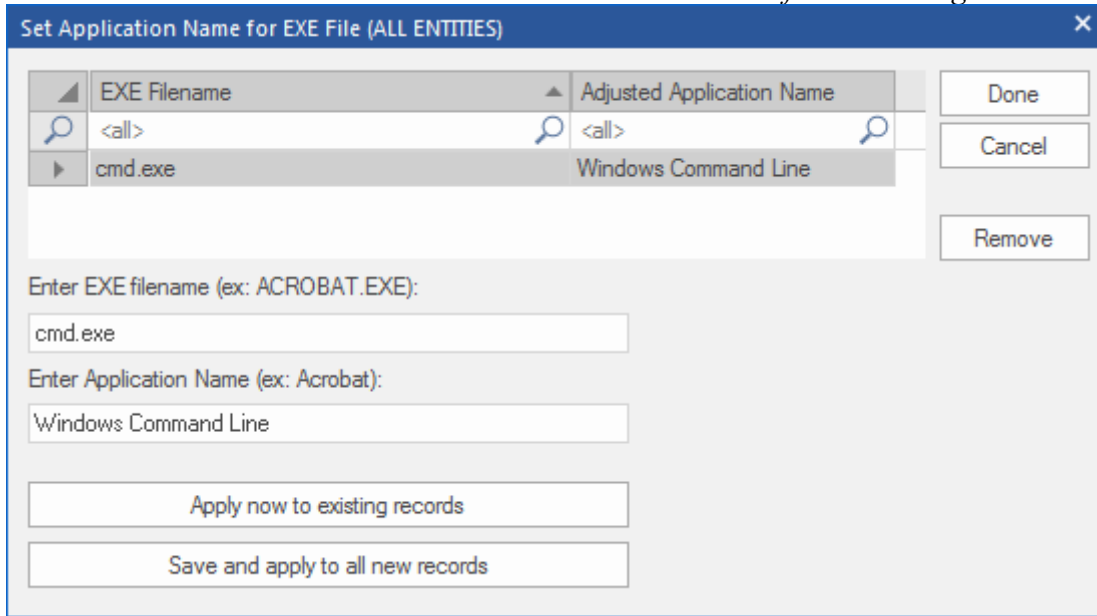 Set Application Name for EXE File (ALL ENTITIES)
EXE Filename Adjusted Application Name Done
<all> <all> Cancel
cmd.exe Windows Command Line
Remove
Enter EXE filename (ex: ACROBAT.EXE):
cmd.exe
Enter Application Name (ex: Acrobat):
Windows Command Line
Apply now to existing records
Save and apply to all new records